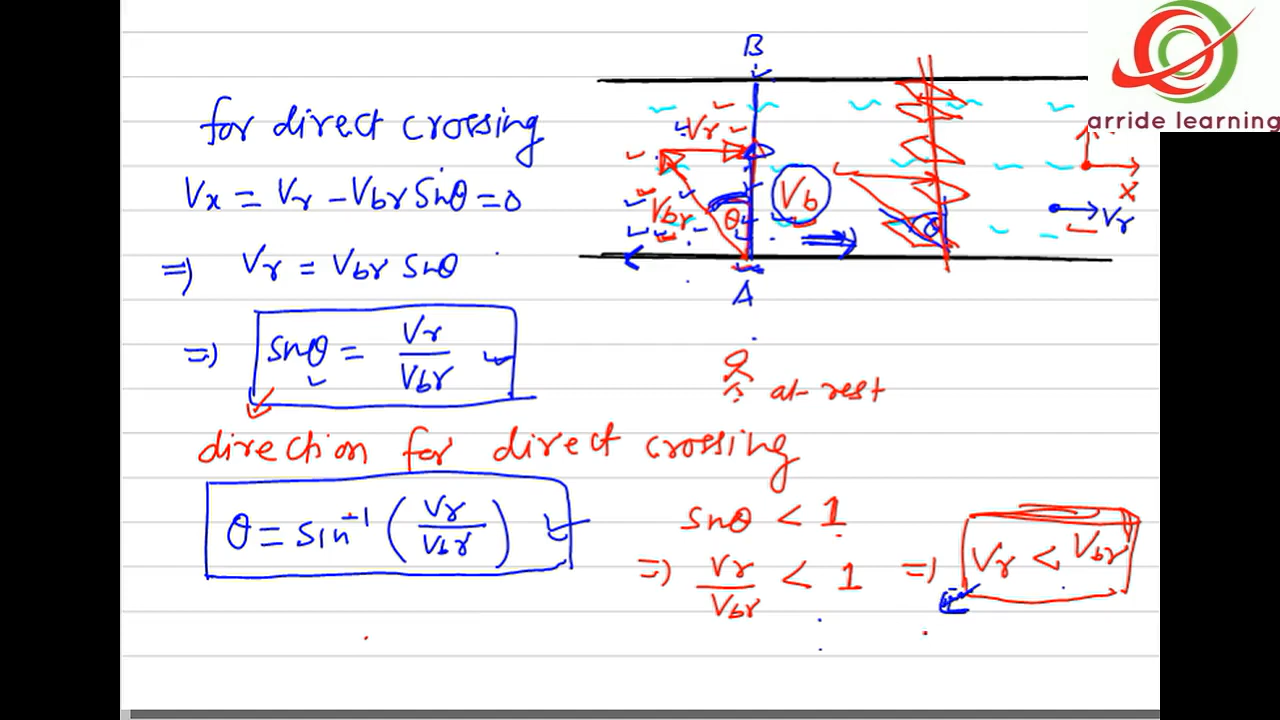 for direct crossing
Vx = Vr - Vbr Sinθ = 0
=> Vr = Vbr Sinθ
=> Sinθ = Vr / Vbr
direction for direct crossing
θ = sin⁻¹ (Vr / Vbr)
B
Vr
Vbr
θ
Vb
A
θ
X
Vr
at rest
sinθ < 1
=> Vr / Vbr < 1 => Vr < Vbr
arride learning